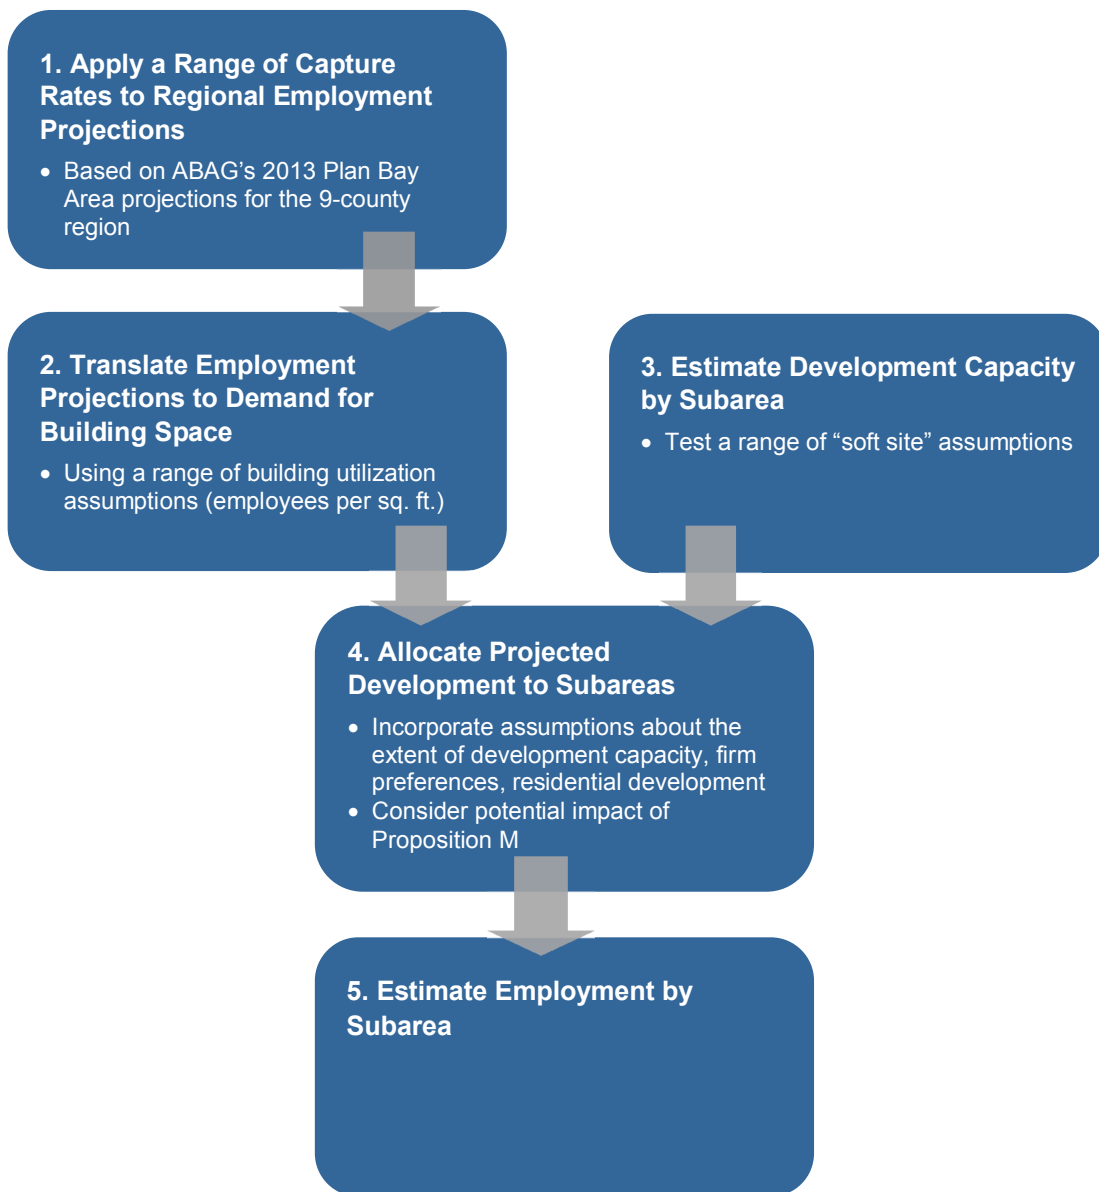 1. Apply a Range of Capture
Rates to Regional Employment
Projections
• Based on ABAG’s 2013 Plan Bay
Area projections for the 9-county
region
2. Translate Employment
Projections to Demand for
Building Space
• Using a range of building utilization
assumptions (employees per sq. ft.)
3. Estimate Development Capacity
by Subarea
• Test a range of “soft site” assumptions
4. Allocate Projected
Development to Subareas
• Incorporate assumptions about the
extent of development capacity, firm
preferences, residential development
• Consider potential impact of
Proposition M
5. Estimate Employment by
Subarea